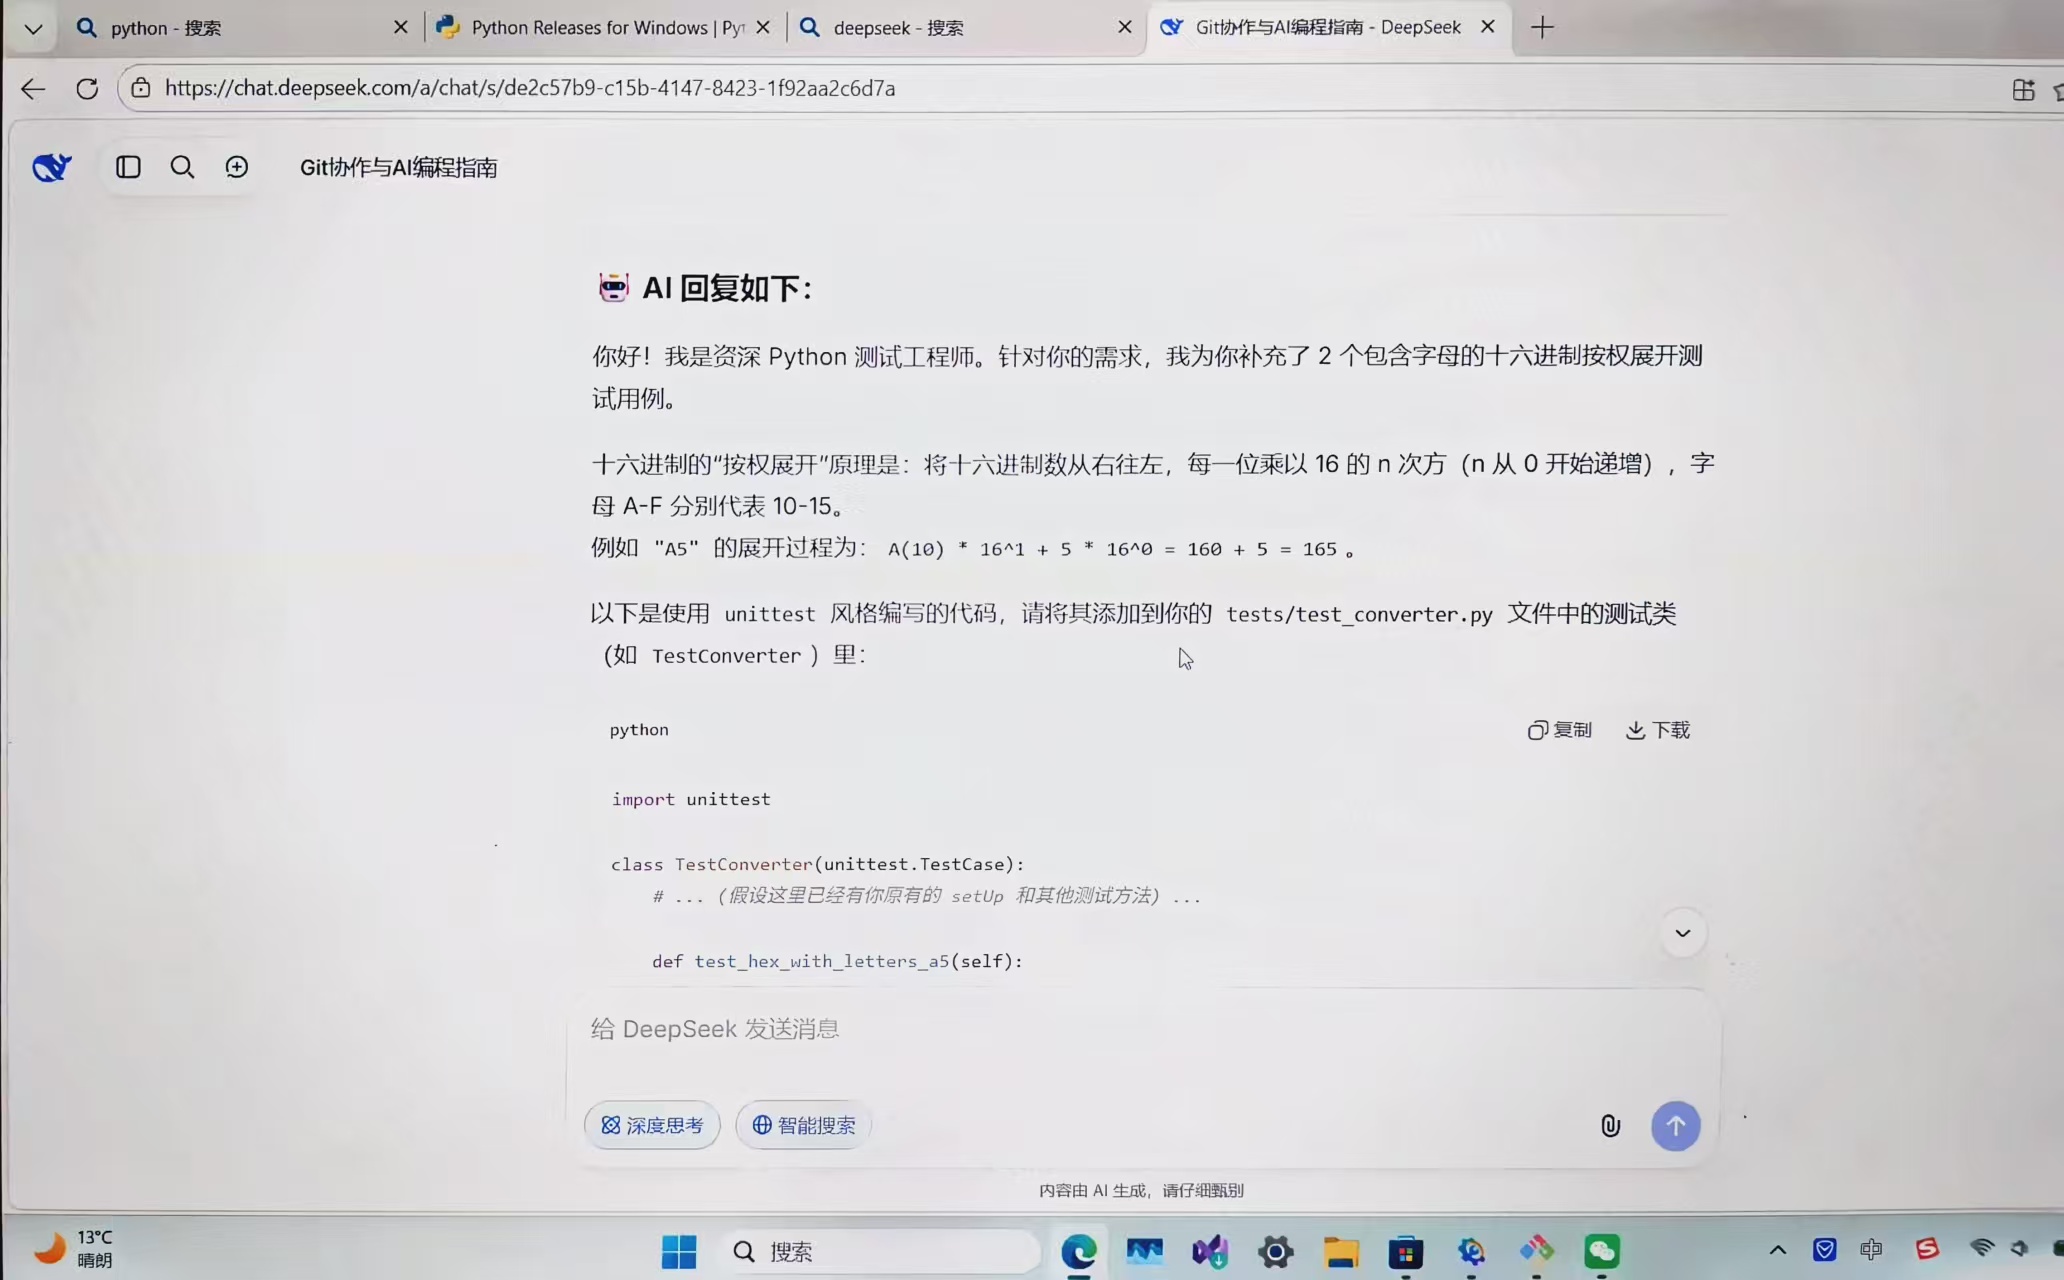 python - 搜索
Python Releases for Windows | Pyt
deepseek - 搜索
Git协作与AI编程指南 - DeepSeek
https://chat.deepseek.com/a/chat/s/de2c57b9-c15b-4147-8423-1f92aa2c6d7a
Git协作与AI编程指南
AI 回复如下：
你好！我是资深 Python 测试工程师。针对你的需求，我为你补充了 2 个包含字母的十六进制按权展开测
试用例。
十六进制的“按权展开”原理是：将十六进制数从右往左，每一位乘以 16 的 n 次方（n 从 0 开始递增），字
母 A-F 分别代表 10-15。
例如 "A5" 的展开过程为： A(10) * 16^1 + 5 * 16^0 = 160 + 5 = 165 。
以下是使用 unittest 风格编写的代码，请将其添加到你的 tests/test_converter.py 文件中的测试类
（如 TestConverter ）里：
python
复制
下载
import unittest
class TestConverter(unittest.TestCase):
# ... (假设这里已经有你原有的 setUp 和其他测试方法) ...
def test_hex_with_letters_a5(self):
给 DeepSeek 发送消息
深度思考
智能搜索
内容由 AI 生成，请仔细甄别
13°C
晴朗
搜索
中